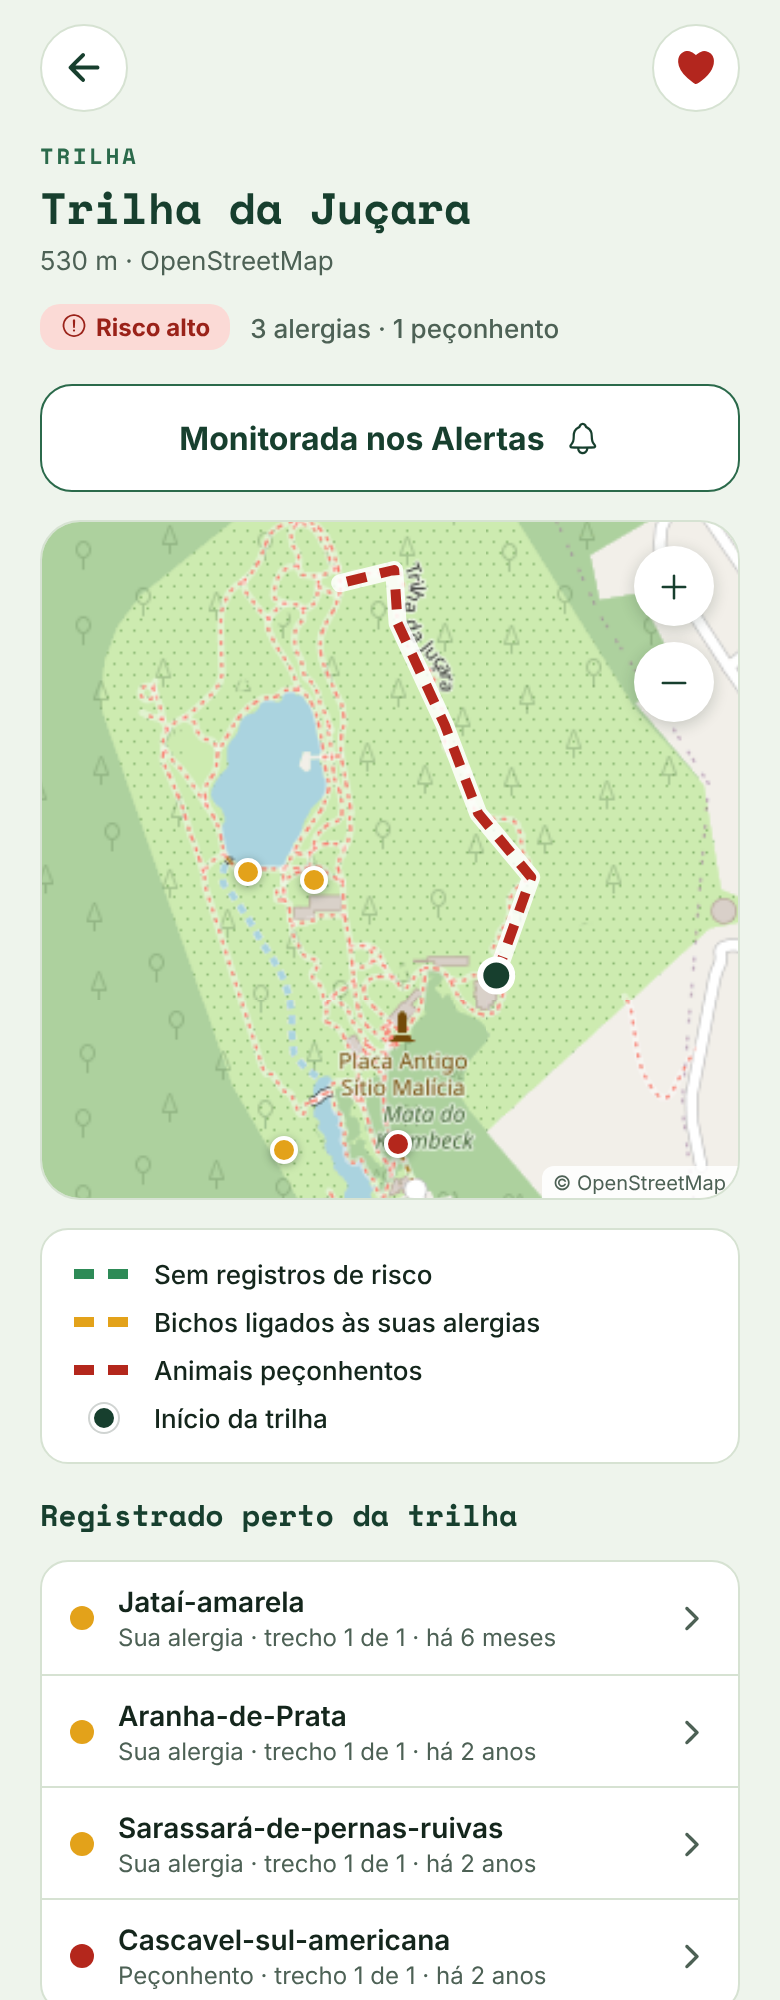 TRILHA
Trilha da Juçara
530 m · OpenStreetMap
Risco alto
3 alergias · 1 peçonhento
Monitorada nos Alertas
Trilha da Juçara
+
−
Placa Antigo
Sítio Malícia
Mata do
© OpenStreetMap
Sem registros de risco
Bichos ligados às suas alergias
Animais peçonhentos
Início da trilha
Registrado perto da trilha
Jataí-amarela
Sua alergia · trecho 1 de 1 · há 6 meses
Aranha-de-Prata
Sua alergia · trecho 1 de 1 · há 2 anos
Sarassará-de-pernas-ruivas
Sua alergia · trecho 1 de 1 · há 2 anos
Cascavel-sul-americana
Peçonhento · trecho 1 de 1 · há 2 anos